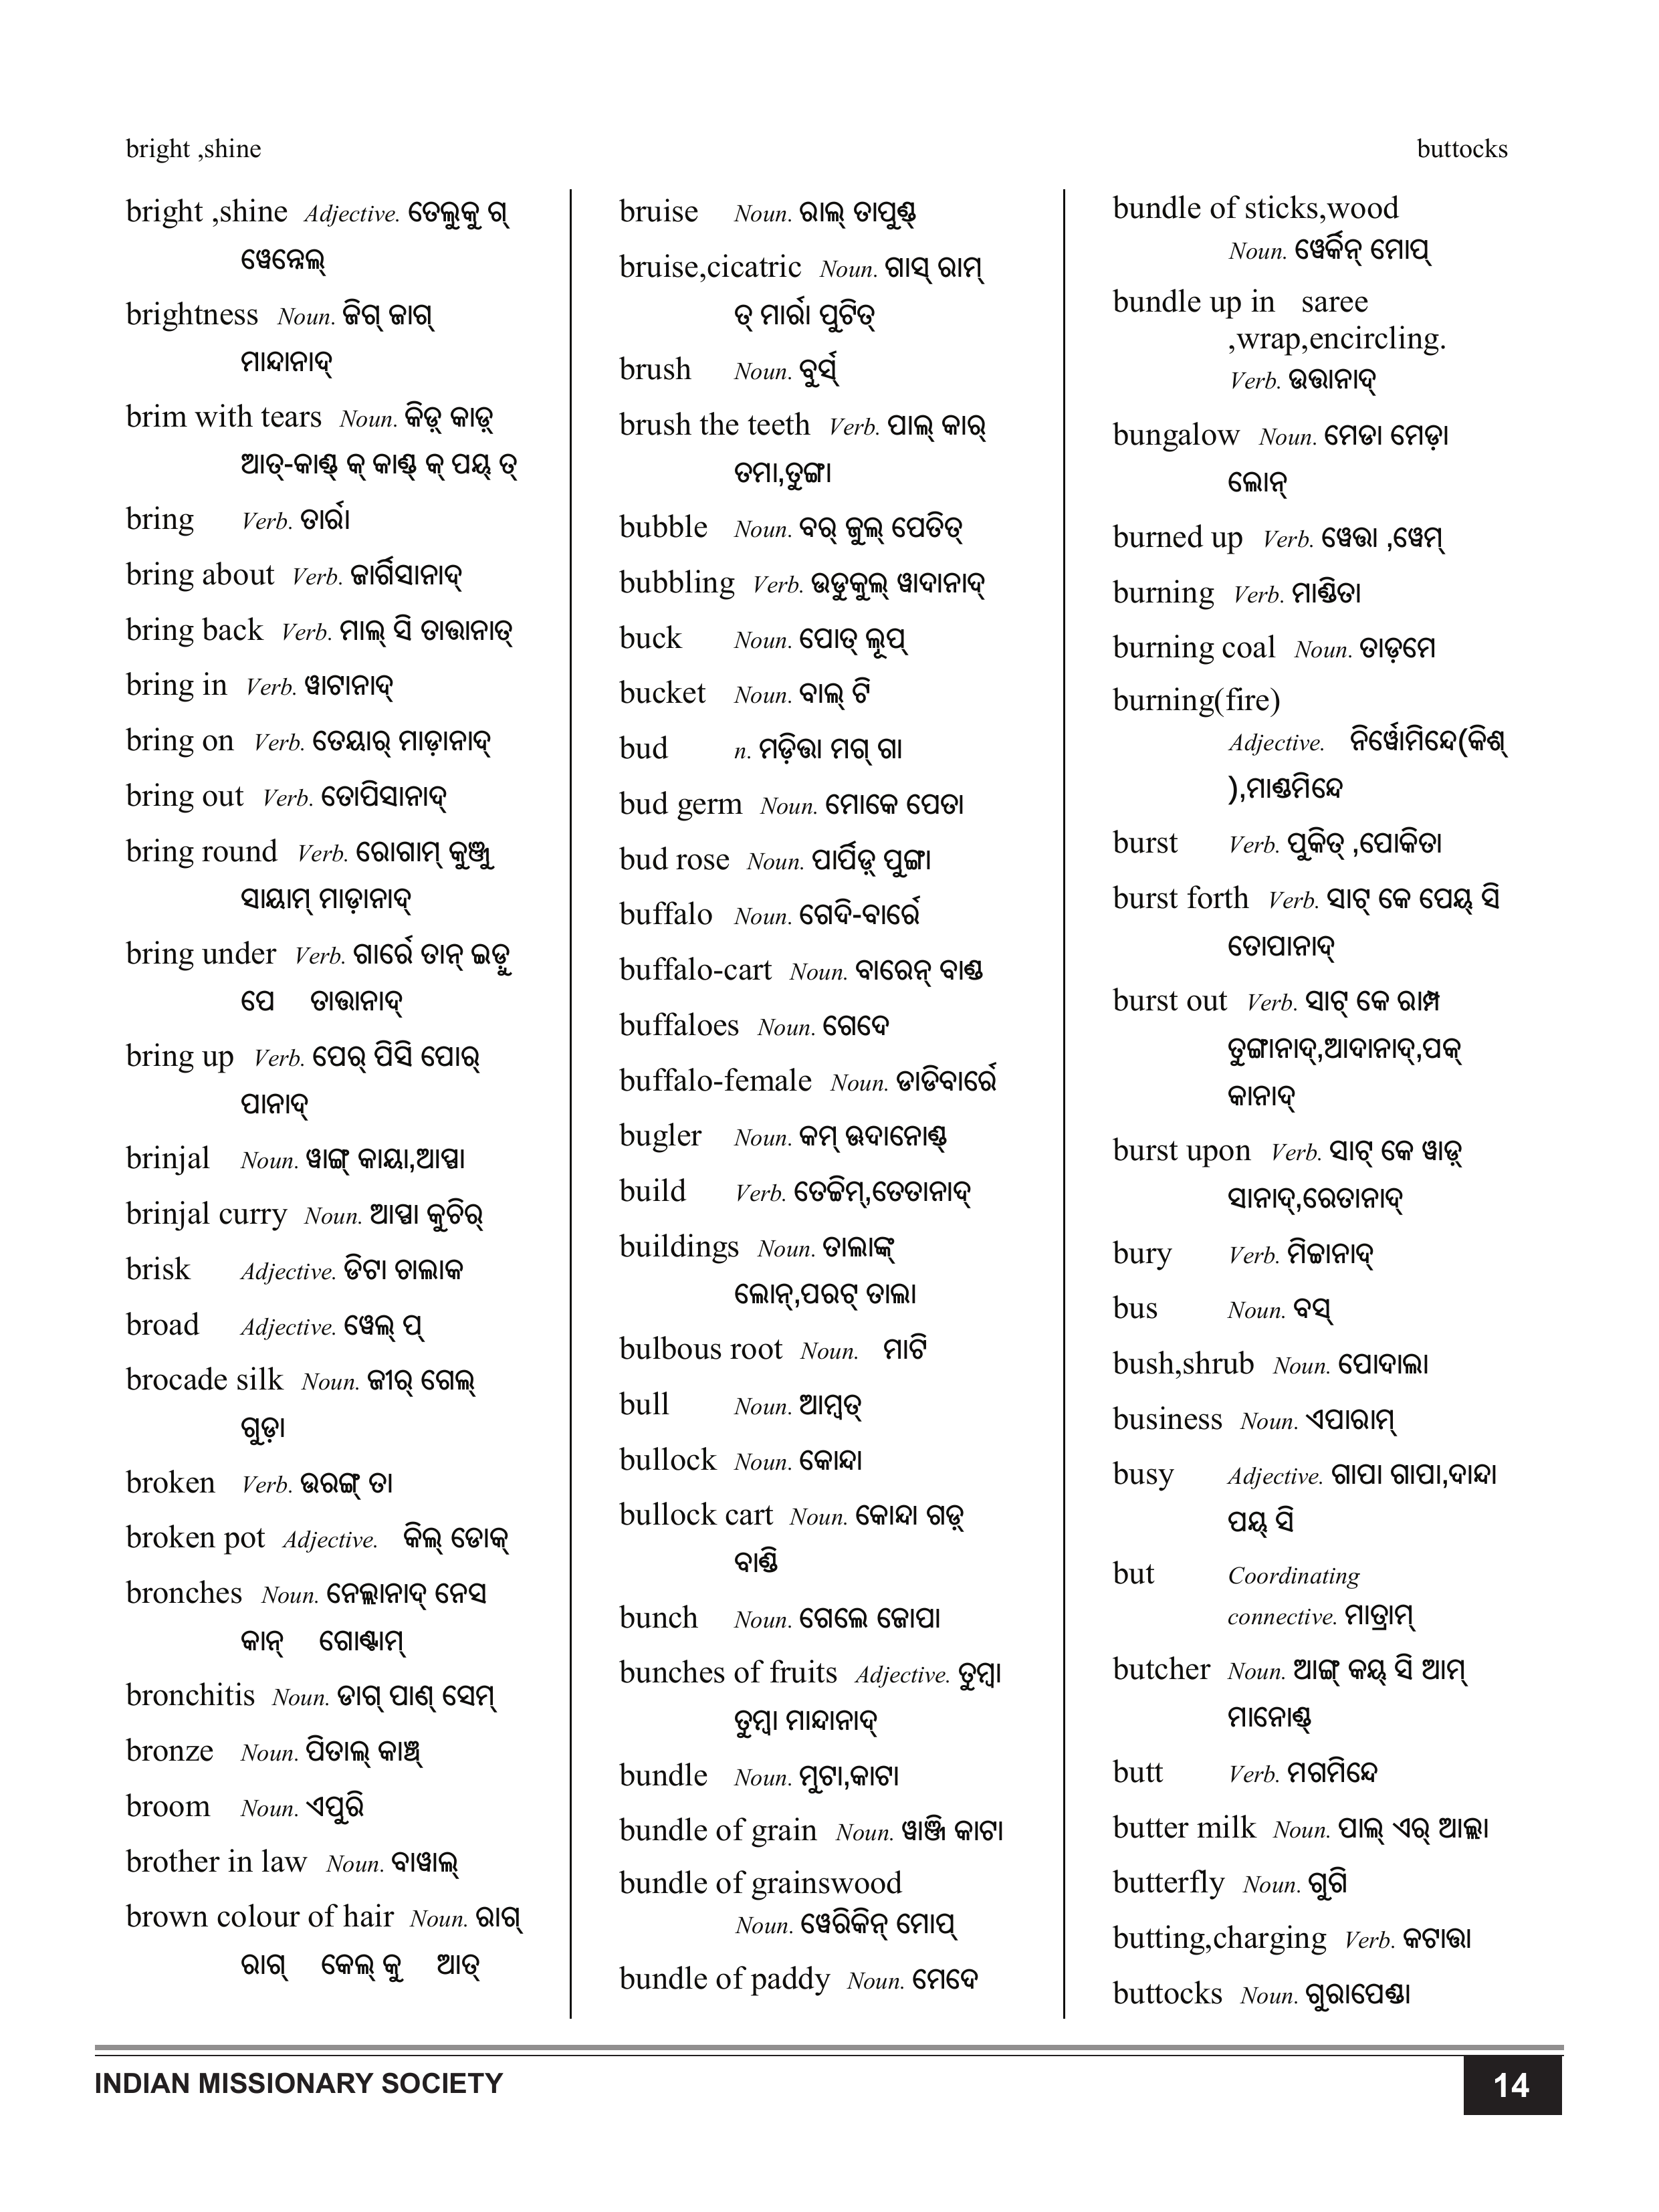 bright ,shine
buttocks
bright ,shine Adjective. ତେଲୁକୁ ଗ୍
ୱେନ୍ନେଲ୍
brightness Noun. ଜିଗ୍ ଜାଗ୍
ମାନ୍ଦାନାଦ୍
brim with tears Noun. କିଡ଼୍ କାଡ଼୍
ଆତ୍-କାଣ୍ଡ୍ କ୍ କାଣ୍ଡ୍ କ୍ ପୟ୍ ତ୍
bring Verb. ତାର୍ରା
bring about Verb. ଜାର୍ଗିସାନାଦ୍
bring back Verb. ମାଲ୍ ସି ତାତ୍ତାନାତ୍
bring in Verb. ୱାଟାନାଦ୍
bring on Verb. ତେୟାର୍ ମାଡ଼ାନାଦ୍
bring out Verb. ତୋପିସାନାଦ୍
bring round Verb. ରୋଗାମ୍ କୁଞ୍ଜୁ
ସାୟାମ୍ ମାଡ଼ାନାଦ୍
bring under Verb. ଗାର୍ରେ ତାନ୍ ଇଡ଼ୁ
ପେ ତାତ୍ତାନାଦ୍
bring up Verb. ପେର୍ ପିସି ପୋର୍
ପାନାଦ୍
brinjal Noun. ୱାଙ୍ଗ୍ କାୟା,ଆପ୍ପା
brinjal curry Noun. ଆପ୍ପା କୁଚିର୍
brisk Adjective. ଡିଟା ଚାଲାକ
broad Adjective. ୱେଲ୍ ପ୍
brocade silk Noun. ଜୀର୍ ଗେଲ୍
ଗୁଡ଼ା
broken Verb. ଉରଙ୍ଗ୍ ତା
broken pot Adjective. କିଲ୍ ଡୋକ୍
bronches Noun. ନେଲ୍ଲାନାଦ୍ ନେସ
କାନ୍ ଗୋଣ୍ଟାମ୍
bronchitis Noun. ଡାଗ୍ ପାଣ୍ ସେମ୍
bronze Noun. ପିତାଲ୍ କାଞ୍ଚ୍
broom Noun. ଏପୁରି
brother in law Noun. ବାୱାଲ୍
brown colour of hair Noun. ରାଗ୍
ରାଗ୍ କେଲ୍ କୁ ଆତ୍
bruise Noun. ରାଲ୍ ତାପୁଣ୍ଡ୍
bruise,cicatric Noun. ଗାସ୍ ରାମ୍
ତ୍ ମାର୍ରା ପୁଟିତ୍
brush Noun. ବୁର୍ସ୍
brush the teeth Verb. ପାଲ୍ କାର୍
ତମା,ତୁଙ୍ଗା
bubble Noun. ବର୍ ଜୁଲ୍ ପେତିତ୍
bubbling Verb. ଉଡୁକୁଲ୍ ୱାଦାନାଦ୍
buck Noun. ପୋତ୍ ଲୂପ୍
bucket Noun. ବାଲ୍ ଟି
bud n. ମଡ଼ିତ୍ତା ମଗ୍ ଗା
bud germ Noun. ମୋକେ ପେତା
bud rose Noun. ପାର୍ପିଡ଼୍ ପୁଙ୍ଗା
buffalo Noun. ଗେଦି-ବାର୍ରେ
buffalo-cart Noun. ବାରେନ୍ ବାଣ୍ଡ
buffaloes Noun. ଗେଦେ
buffalo-female Noun. ଡାଡିବାର୍ରେ
bugler Noun. କମ୍ ଊଦାନୋଣ୍ଡ୍
build Verb. ତେଚ୍ଚିମ୍,ତେତାନାଦ୍
buildings Noun. ତାଲାଙ୍କ୍
ଲୋନ୍,ପରଟ୍ ତାଲା
bulbous root Noun. ମାଟି
bull Noun. ଆମ୍ବତ୍
bullock Noun. କୋନ୍ଦା
bullock cart Noun. କୋନ୍ଦା ଗଡ଼୍
ବାଣ୍ଡି
bunch Noun. ଗେଲେ ଜୋପା
bunches of fruits Adjective. ତୁମ୍ବା
ତୁମ୍ବା ମାନ୍ଦାନାଦ୍
bundle Noun. ମୁଟା,କାଟା
bundle of grain Noun. ୱାଞ୍ଜି କାଟା
bundle of grainswood
Noun. ୱେରିକିନ୍ ମୋପ୍
bundle of paddy Noun. ମେଦେ
bundle of sticks,wood
Noun. ୱେର୍କିନ୍ ମୋପ୍
bundle up in saree
,wrap,encircling.
Verb. ଉତ୍ତାନାଦ୍
bungalow Noun. ମେଡା ମେଡ଼ା
ଲୋନ୍
burned up Verb. ୱେତ୍ତା ,ୱେମ୍
burning Verb. ମାଣ୍ଡିତା
burning coal Noun. ତାଡ଼ମେ
burning(fire)
Adjective. ନିର୍ୱୋମିନ୍ଦେ(କିଶ୍
),ମାଣ୍ଡମିନ୍ଦେ
burst Verb. ପୁକିତ୍ ,ପୋକିତା
burst forth Verb. ସାଟ୍ କେ ପେୟ୍ ସି
ତୋପାନାଦ୍
burst out Verb. ସାଟ୍ କେ ରାମ୍ପ
ତୁଙ୍ଗାନାଦ୍,ଆଦାନାଦ୍,ପକ୍
କାନାଦ୍
burst upon Verb. ସାଟ୍ କେ ୱାଡ଼୍
ସାନାଦ୍,ରେତାନାଦ୍
bury Verb. ମିଚ୍ଚାନାଦ୍
bus Noun. ବସ୍
bush,shrub Noun. ପୋଦାଲା
business Noun. ଏପାରାମ୍
busy Adjective. ଗାପା ଗାପା,ଦାନ୍ଦା
ପୟ୍ ସି
but Coordinating
connective. ମାତ୍ରାମ୍
butcher Noun. ଆଙ୍ଗ୍ କୟ୍ ସି ଆମ୍
ମାନୋଣ୍ଡ୍
butt Verb. ମଗମିନ୍ଦେ
butter milk Noun. ପାଲ୍ ଏର୍ ଆଲ୍ଲା
butterfly Noun. ଗୁଗି
butting,charging Verb. କଟାତ୍ତା
buttocks Noun. ଗୁରାପେଣ୍ଡା
INDIAN MISSIONARY SOCIETY
14